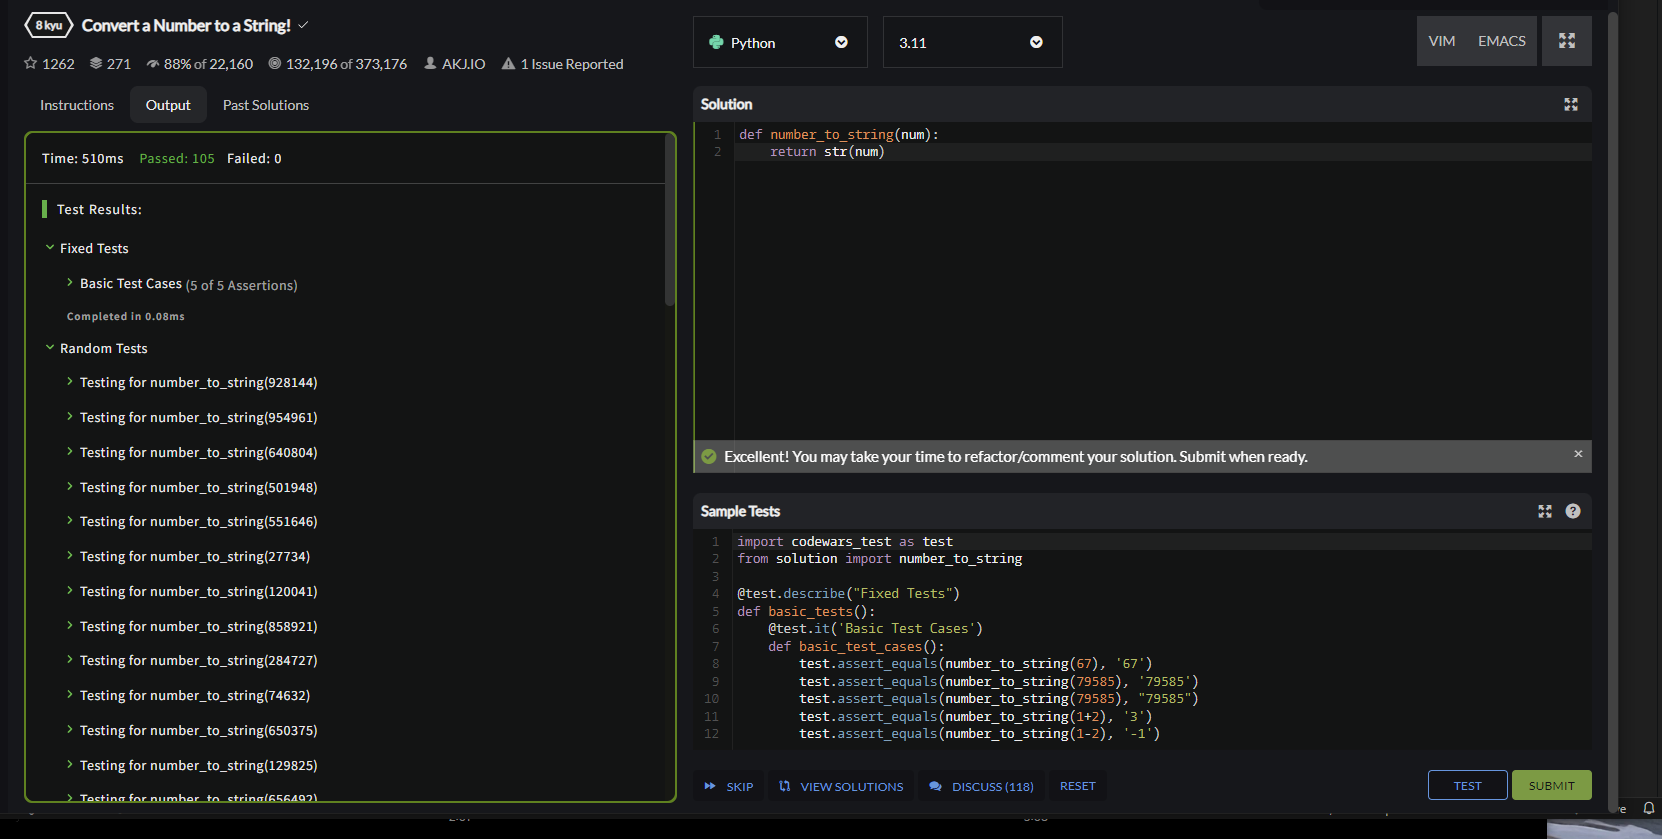 8 kyu Convert a Number to a String!
1262 271 88% of 22,160 132,196 of 373,176 AKJ.IO 1 Issue Reported
Instructions Output Past Solutions
Time: 510ms Passed: 105 Failed: 0
Test Results:
Fixed Tests
Basic Test Cases (5 of 5 Assertions)
Completed in 0.08ms
Random Tests
Testing for number_to_string(928144)
Testing for number_to_string(954961)
Testing for number_to_string(640804)
Testing for number_to_string(501948)
Testing for number_to_string(551646)
Testing for number_to_string(27734)
Testing for number_to_string(120041)
Testing for number_to_string(858921)
Testing for number_to_string(284727)
Testing for number_to_string(74632)
Testing for number_to_string(650375)
Testing for number_to_string(129825)
Testing for number_to_string(656492)
Python 3.11 VIM EMACS
Solution
1 def number_to_string(num):
2 return str(num)
Excellent! You may take your time to refactor/comment your solution. Submit when ready.
Sample Tests
1 import codewars_test as test
2 from solution import number_to_string
3
4 @test.describe("Fixed Tests")
5 def basic_tests():
6 @test.it('Basic Test Cases')
7 def basic_test_cases():
8 test.assert_equals(number_to_string(67), '67')
9 test.assert_equals(number_to_string(79585), '79585')
10 test.assert_equals(number_to_string(79585), "79585")
11 test.assert_equals(number_to_string(1+2), '3')
12 test.assert_equals(number_to_string(1-2), '-1')
SKIP VIEW SOLUTIONS DISCUSS (118) RESET TEST SUBMIT